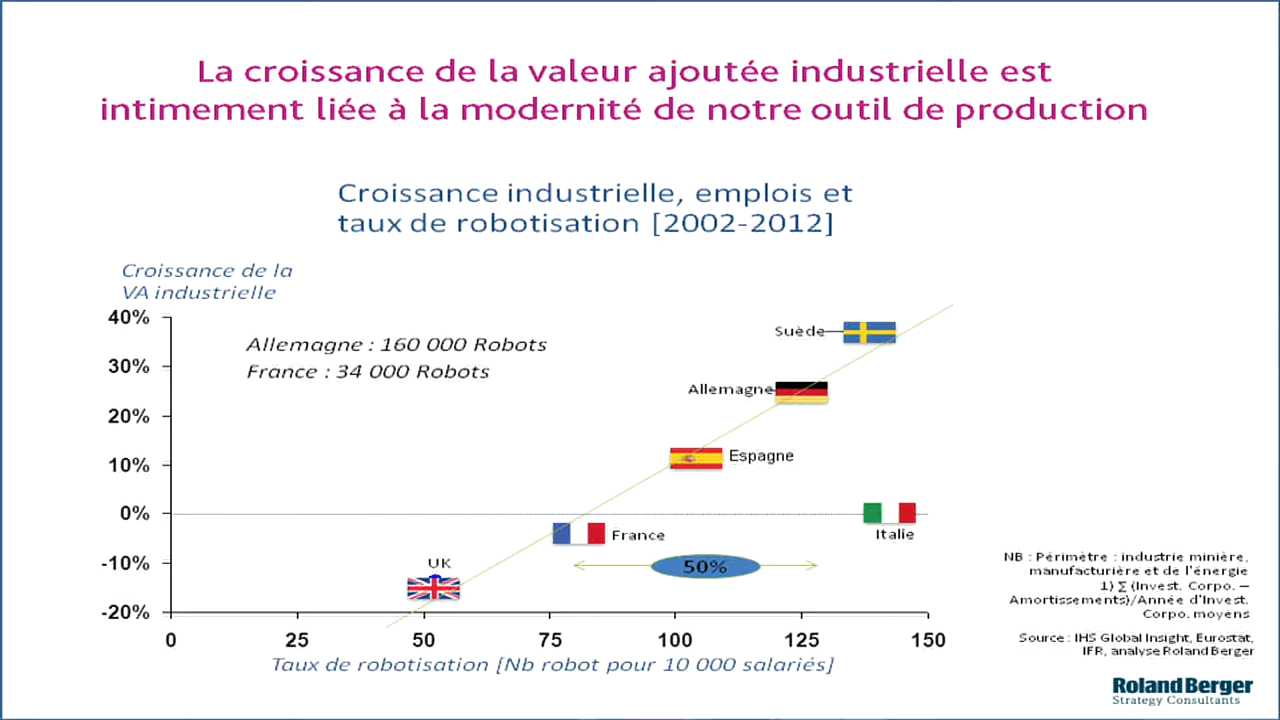 La croissance de la valeur ajoutée industrielle est
intimement liée à la modernité de notre outil de production
Croissance industrielle, emplois et
taux de robotisation [2002-2012]
Croissance de la
VA industrielle
40%
30%
20%
10%
0%
-10%
-20%
Allemagne : 160 000 Robots
France : 34 000 Robots
Suède
Allemagne
Espagne
France
Italie
UK
50%
0 25 50 75 100 125 150
Taux de robotisation [Nb robot pour 10 000 salariés]
NB : Périmètre : industrie minière,
manufacturière et de l'énergie
1) ∑ (Invest. Corpo. –
Amortissements)/Année d'Invest.
Corpo. moyens
Source : IHS Global Insight, Eurostat,
IFR, analyse Roland Berger
Roland Berger
Strategy Consultants